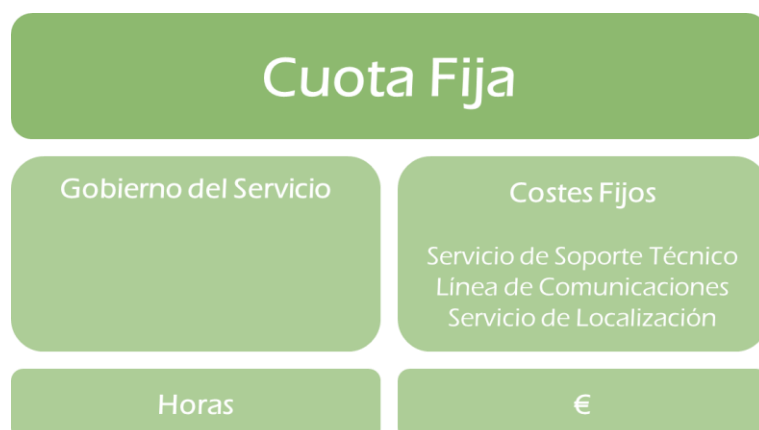 Cuota Fija
Gobierno del Servicio
Costes Fijos
Servicio de Soporte Técnico
Línea de Comunicaciones
Servicio de Localización
Horas
€